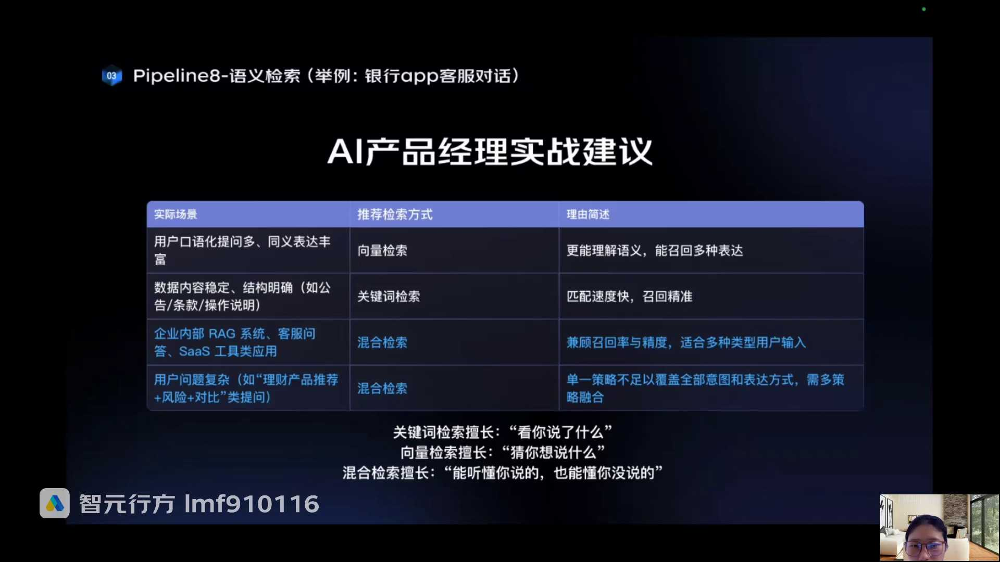 03
Pipeline8-语义检索（举例：银行app客服对话）
AI产品经理实战建议
实际场景
推荐检索方式
理由简述
用户口语化提问多、同义表达丰
富
向量检索
更能理解语义，能召回多种表达
数据内容稳定、结构明确（如公
告/条款/操作说明）
关键词检索
匹配速度快，召回精准
企业内部 RAG 系统、客服问
答、SaaS 工具类应用
混合检索
兼顾召回率与精度，适合多种类型用户输入
用户问题复杂（如“理财产品推荐
+风险+对比”类提问）
混合检索
单一策略不足以覆盖全部意图和表达方式，需多策
略融合
关键词检索擅长：“看你说了什么”
向量检索擅长：“猜你想说什么”
混合检索擅长：“能听懂你说的，也能懂你没说的”
智元行方 lmf910116